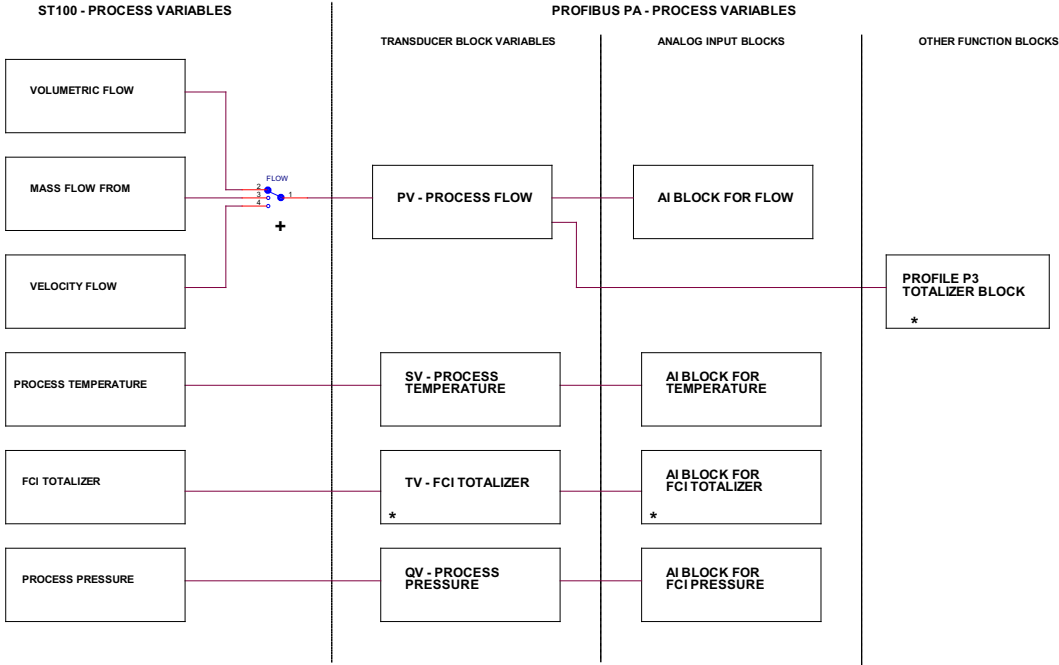 ST100 - PROCESS VARIABLES
PROFIBUS PA - PROCESS VARIABLES
TRANSDUCER BLOCK VARIABLES
ANALOG INPUT BLOCKS
OTHER FUNCTION BLOCKS
VOLUMETRIC FLOW
MASS FLOW FROM
VELOCITY FLOW
FLOW
2
3
4
1
+
PV - PROCESS FLOW
AI BLOCK FOR FLOW
PROFILE P3
TOTALIZER BLOCK
*
PROCESS TEMPERATURE
SV - PROCESS
TEMPERATURE
AI BLOCK FOR
TEMPERATURE
FCI TOTALIZER
TV - FCI TOTALIZER
*
AI BLOCK FOR
FCI TOTALIZER
*
PROCESS PRESSURE
QV - PROCESS
PRESSURE
AI BLOCK FOR
FCI PRESSURE